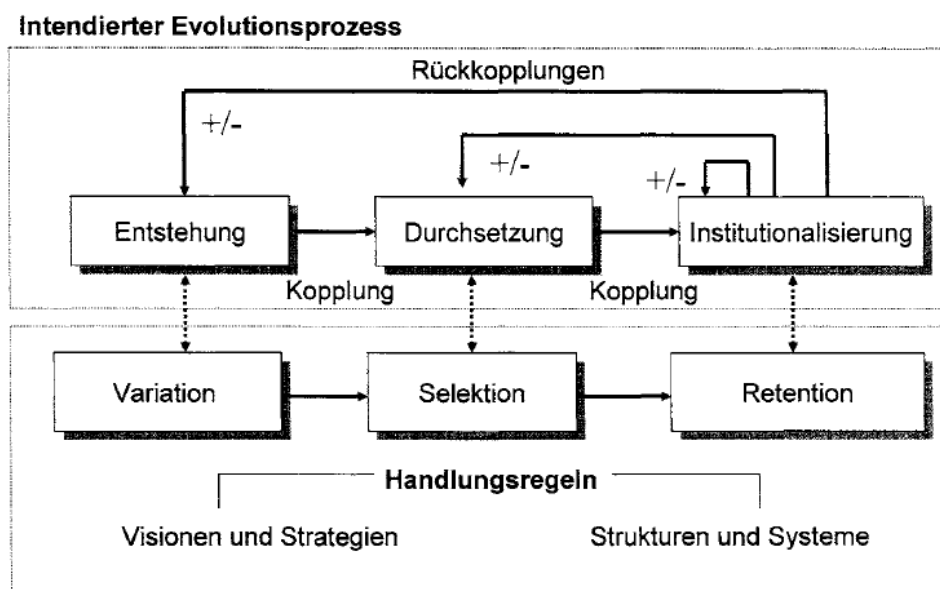 Intendierter Evolutionsprozess
Rückkopplungen
+/-
+/-
+/-
Entstehung
Durchsetzung
Institutionalisierung
Kopplung
Kopplung
Variation
Selektion
Retention
Handlungsregeln
Visionen und Strategien
Strukturen und Systeme